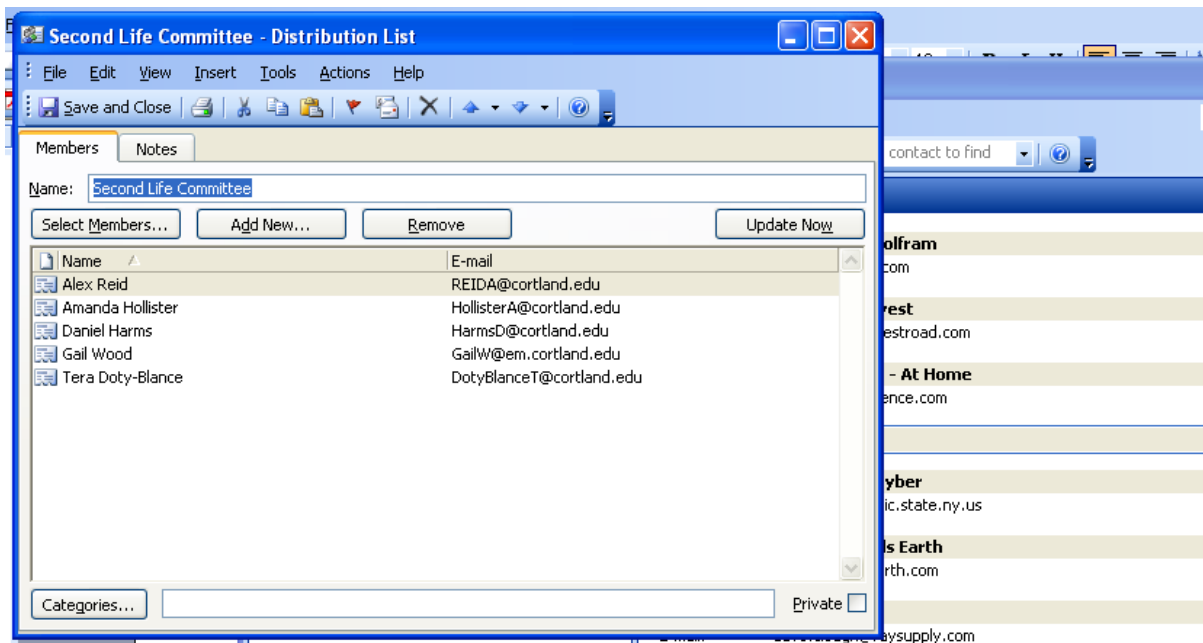 Second Life Committee - Distribution List
File Edit View Insert Tools Actions Help
Save and Close
Members Notes
contact to find
Name: Second Life Committee
Select Members... Add New... Remove Update Now
Name E-mail
Alex Reid REIDA@cortland.edu
Amanda Hollister HollisterA@cortland.edu
Daniel Harms HarmsD@cortland.edu
Gail Wood GailW@em.cortland.edu
Tera Doty-Blance DotyBlanceT@cortland.edu
Categories... Private
olfram
com
vest
estroad.com
- At Home
ence.com
yber
ic.state.ny.us
ls Earth
rth.com